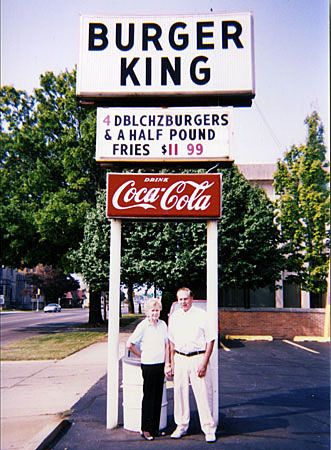 BURGER
KING
4 DBLCHZBURGERS
& A HALF POUND
FRIES $11 99
DRINK
Coca-Cola